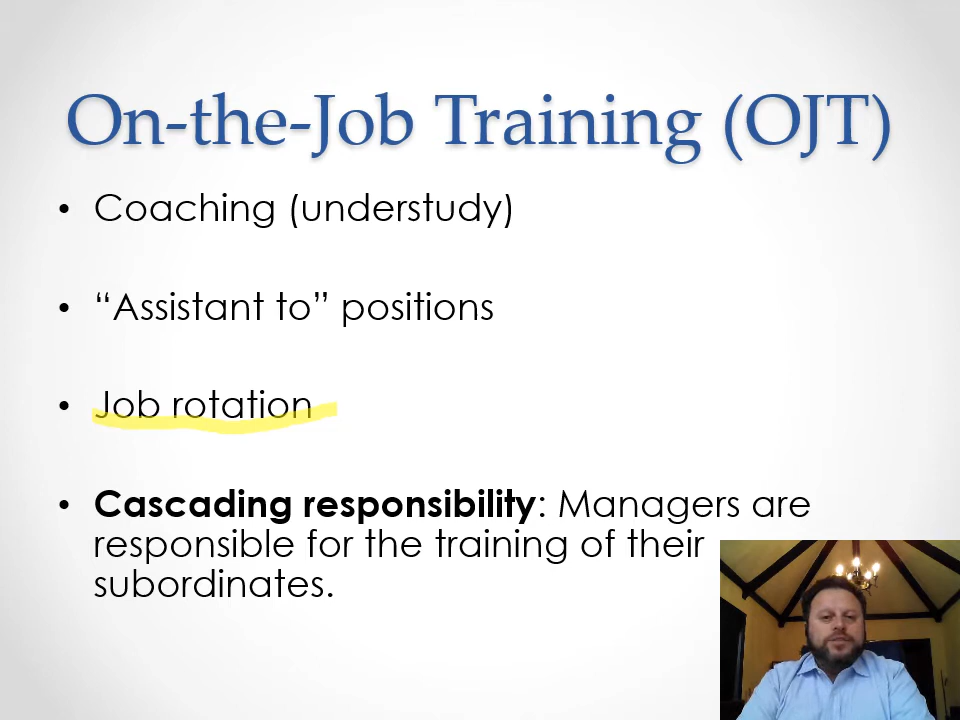 On-the-Job Training (OJT)
• Coaching (understudy)
• “Assistant to” positions
• Job rotation
• Cascading responsibility: Managers are
responsible for the training of their
subordinates.